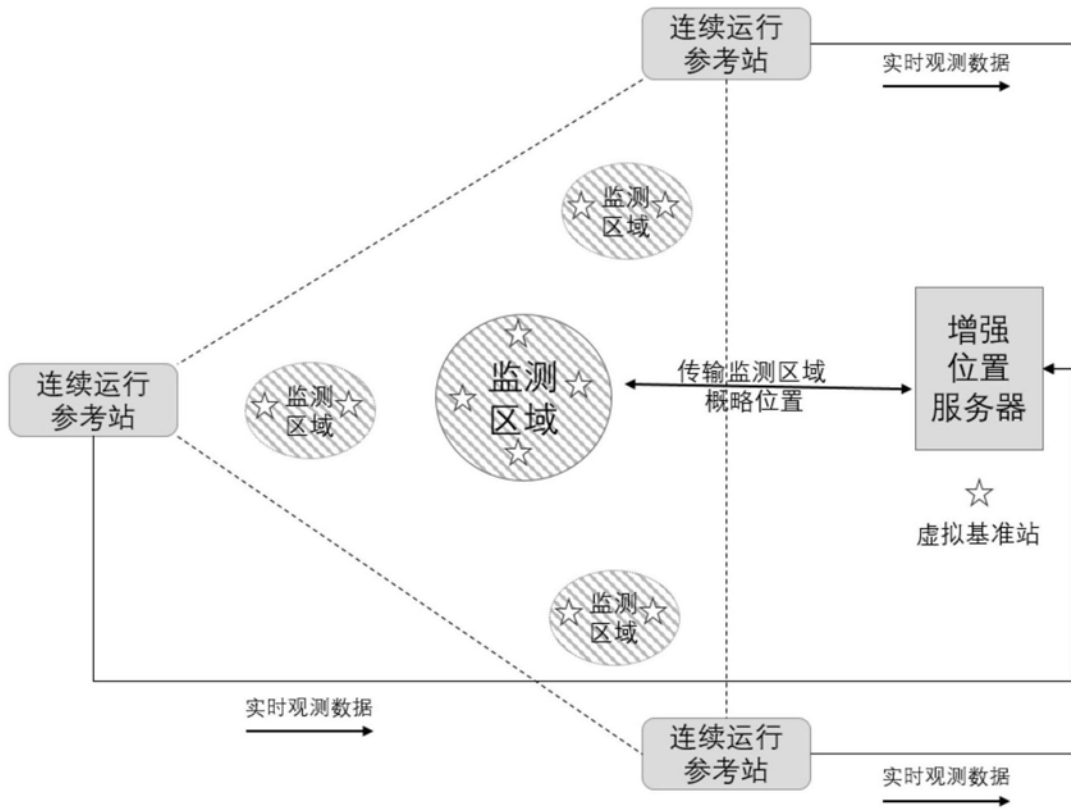 连续运行
参考站
实时观测数据
监测
区域
增强
位置
服务器
监测
区域
传输监测区域
概略位置
连续运行
参考站
监测
区域
虚拟基准站
监测
区域
实时观测数据
连续运行
参考站
实时观测数据